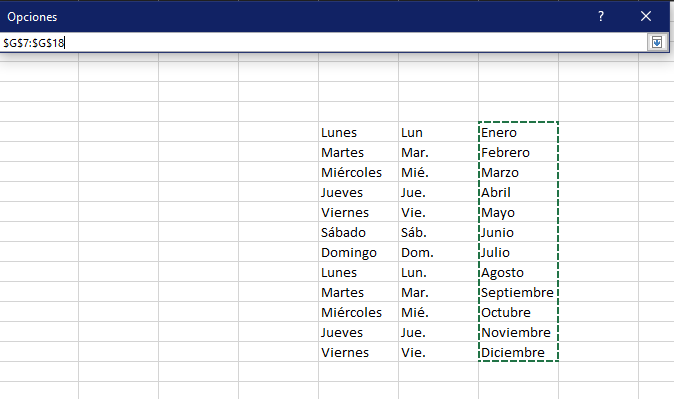 Opciones ?
$G$7:$G$18
Lunes Lun Enero
Martes Mar. Febrero
Miércoles Mié. Marzo
Jueves Jue. Abril
Viernes Vie. Mayo
Sábado Sáb. Junio
Domingo Dom. Julio
Lunes Lun. Agosto
Martes Mar. Septiembre
Miércoles Mié. Octubre
Jueves Jue. Noviembre
Viernes Vie. Diciembre